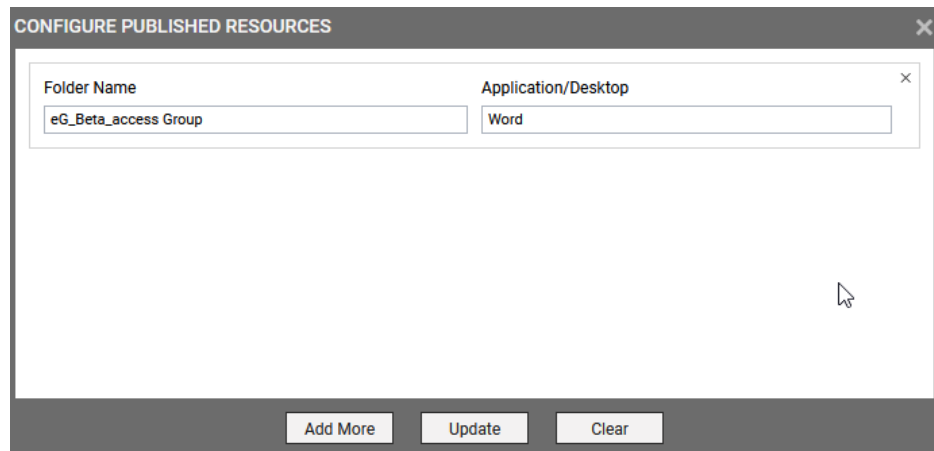 CONFIGURE PUBLISHED RESOURCES
Folder Name Application/Desktop
eG_Beta_access Group Word
Add More Update Clear